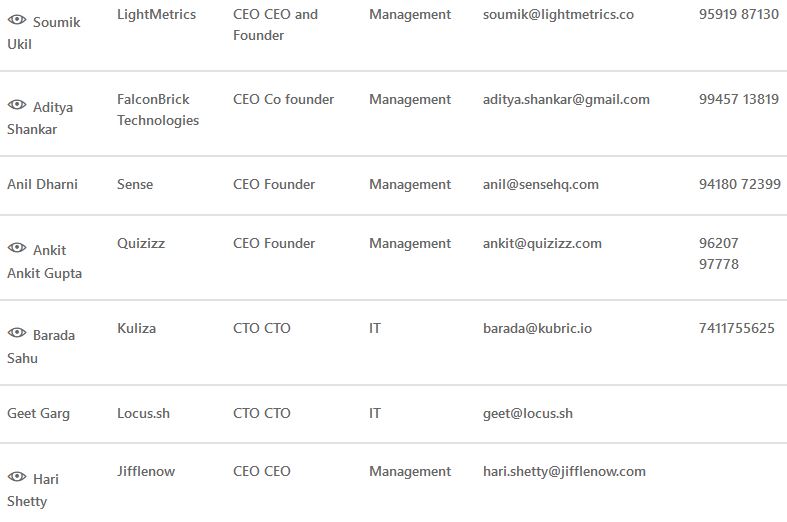 Soumik Ukil LightMetrics CEO CEO and Founder Management soumik@lightmetrics.co 95919 87130
Aditya Shankar FalconBrick Technologies CEO Co founder Management aditya.shankar@gmail.com 99457 13819
Anil Dharni Sense CEO Founder Management anil@sensehq.com 94180 72399
Ankit Ankit Gupta Quizizz CEO Founder Management ankit@quizizz.com 96207 97778
Barada Sahu Kuliza CTO CTO IT barada@kubric.io 7411755625
Geet Garg Locus.sh CTO CTO IT geet@locus.sh
Hari Shetty Jifflenow CEO CEO Management hari.shetty@jifflenow.com